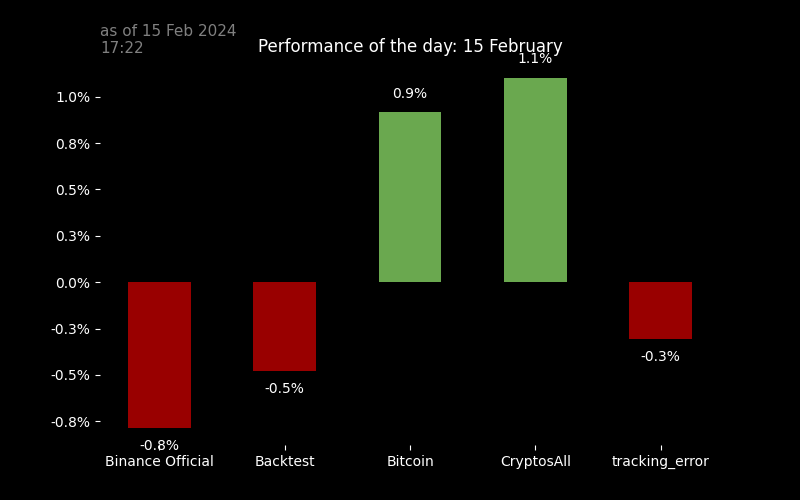 as of 15 Feb 2024
17:22
Performance of the day: 15 February
1.1%
1.0%
0.9%
0.8%
0.5%
0.3%
0.0%
-0.3%
-0.3%
-0.5%
-0.5%
-0.8%
-0.8%
Binance Official
Backtest
Bitcoin
CryptosAll
tracking_error